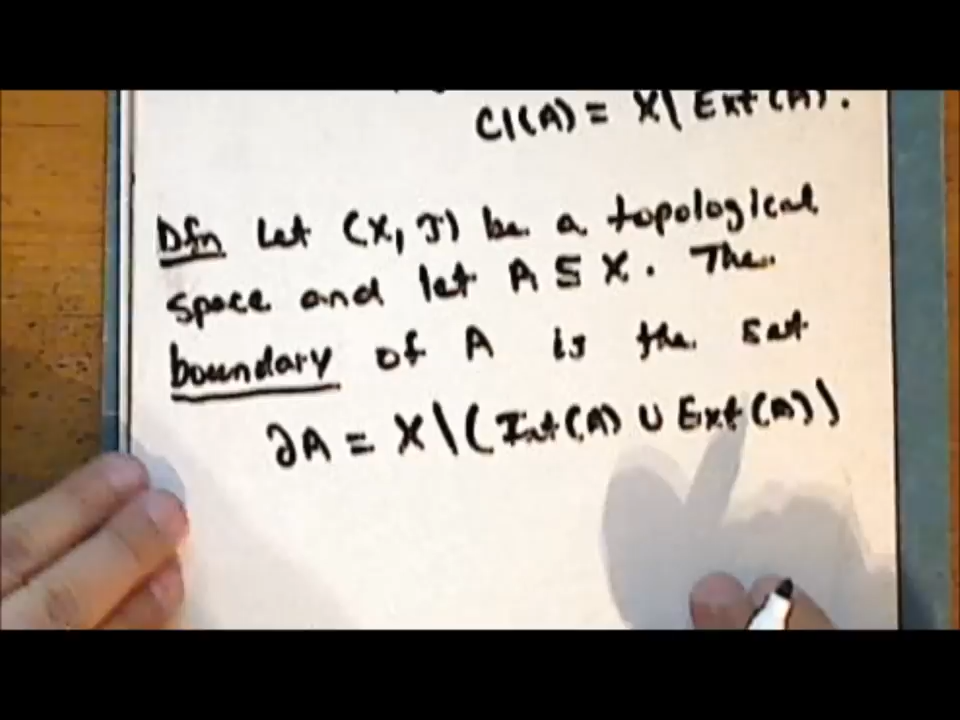 Cl(A) = X \ Ext(A).
Dfn Let (X, T) be a topological
space and let A ⊆ X. The
boundary of A is the set
∂A = X \ (Int(A) ∪ Ext(A))